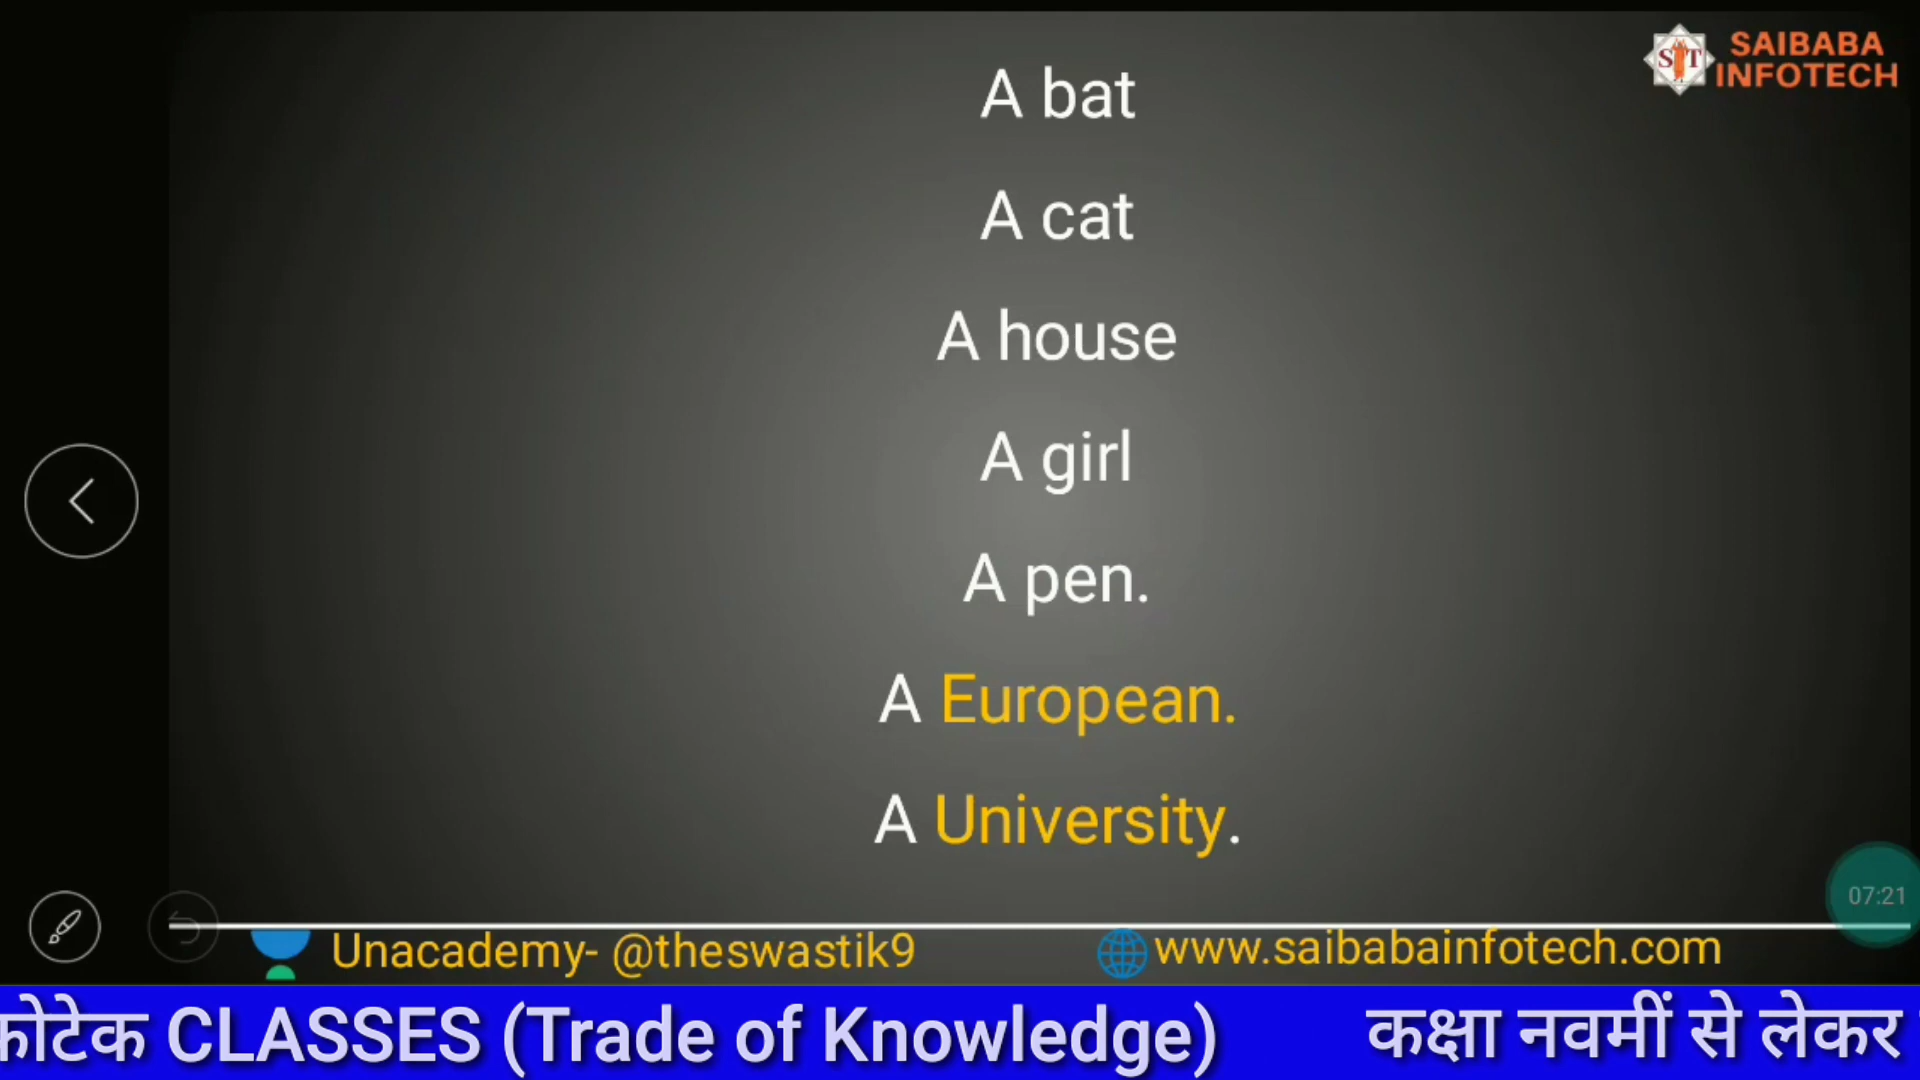 SAIBABA
INFOTECH
SIT
A bat
A cat
A house
A girl
A pen.
A European.
A University.
07:21
Unacademy- @theswastik9
www.saibabainfotech.com
फोटेक CLASSES (Trade of Knowledge) कक्षा नवमीं से लेकर